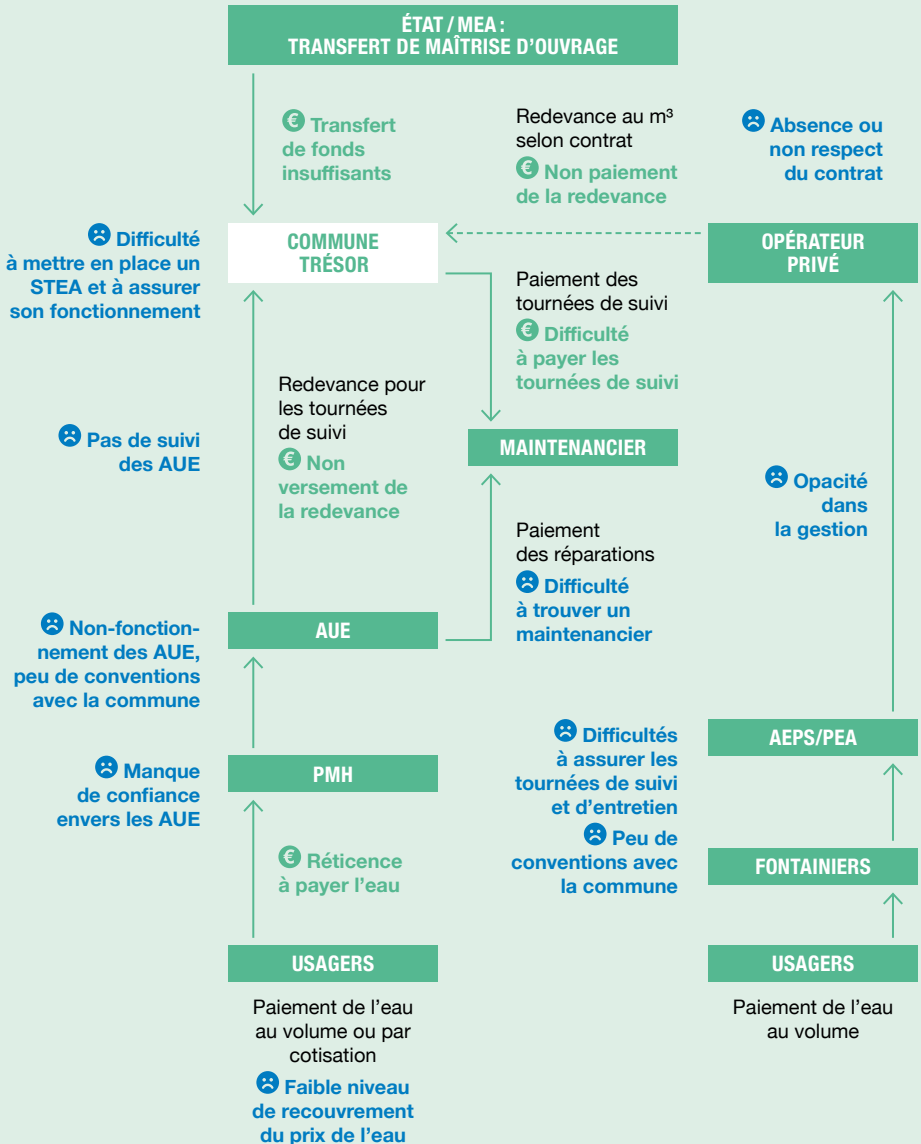 ÉTAT / MEA :
TRANSFERT DE MAÎTRISE D'OUVRAGE
€ Transfert
de fonds
insuffisants
Redevance au m³
selon contrat
€ Non paiement
de la redevance
Absence ou
non respect
du contrat
Difficulté
à mettre en place un
STEA et à assurer
son fonctionnement
COMMUNE
TRÉSOR
OPÉRATEUR
PRIVÉ
Paiement des
tournées de suivi
€ Difficulté
à payer les
tournées de suivi
Redevance pour
les tournées
de suivi
€ Non
versement de
la redevance
Pas de suivi
des AUE
MAINTENANCIER
Opacité
dans
la gestion
Paiement
des réparations
Difficulté
à trouver un
maintenancier
Non-fonction-
nement des AUE,
peu de conventions
avec la commune
AUE
Manque
de confiance
envers les AUE
PMH
Difficultés
à assurer les
tournées de suivi
et d'entretien
Peu de
conventions avec
la commune
AEPS/PEA
€ Réticence
à payer l'eau
FONTAINIERS
USAGERS
Paiement de l'eau
au volume ou par
cotisation
Faible niveau
de recouvrement
du prix de l'eau
USAGERS
Paiement de l'eau
au volume